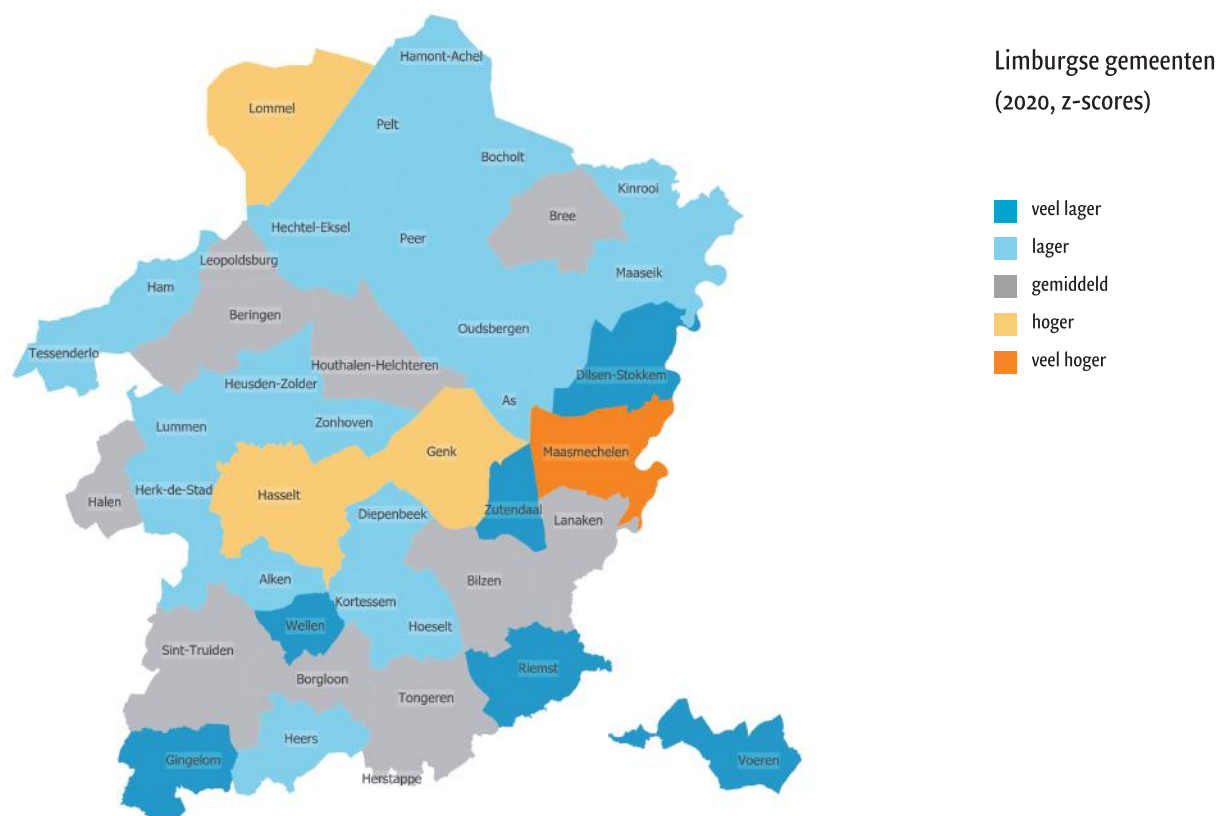 Limburgse gemeenten
(2020, z-scores)
veel lager
lager
gemiddeld
hoger
veel hoger
Hamont-Achel
Lommel
Pelt
Bocholt
Kinrooi
Bree
Hechtel-Eksel
Peer
Leopoldsburg
Maaseik
Ham
Beringen
Oudsbergen
Tessenderlo
Houthalen-Helchteren
Dilsen-Stokkem
Heusden-Zolder
As
Lummen
Zonhoven
Genk
Maasmechelen
Herk-de-Stad
Hasselt
Halen
Diepenbeek
Zutendaal
Lanaken
Alken
Bilzen
Kortessem
Wellen
Hoeselt
Sint-Truiden
Riemst
Borgloon
Tongeren
Heers
Gingelom
Voeren
Herstappe